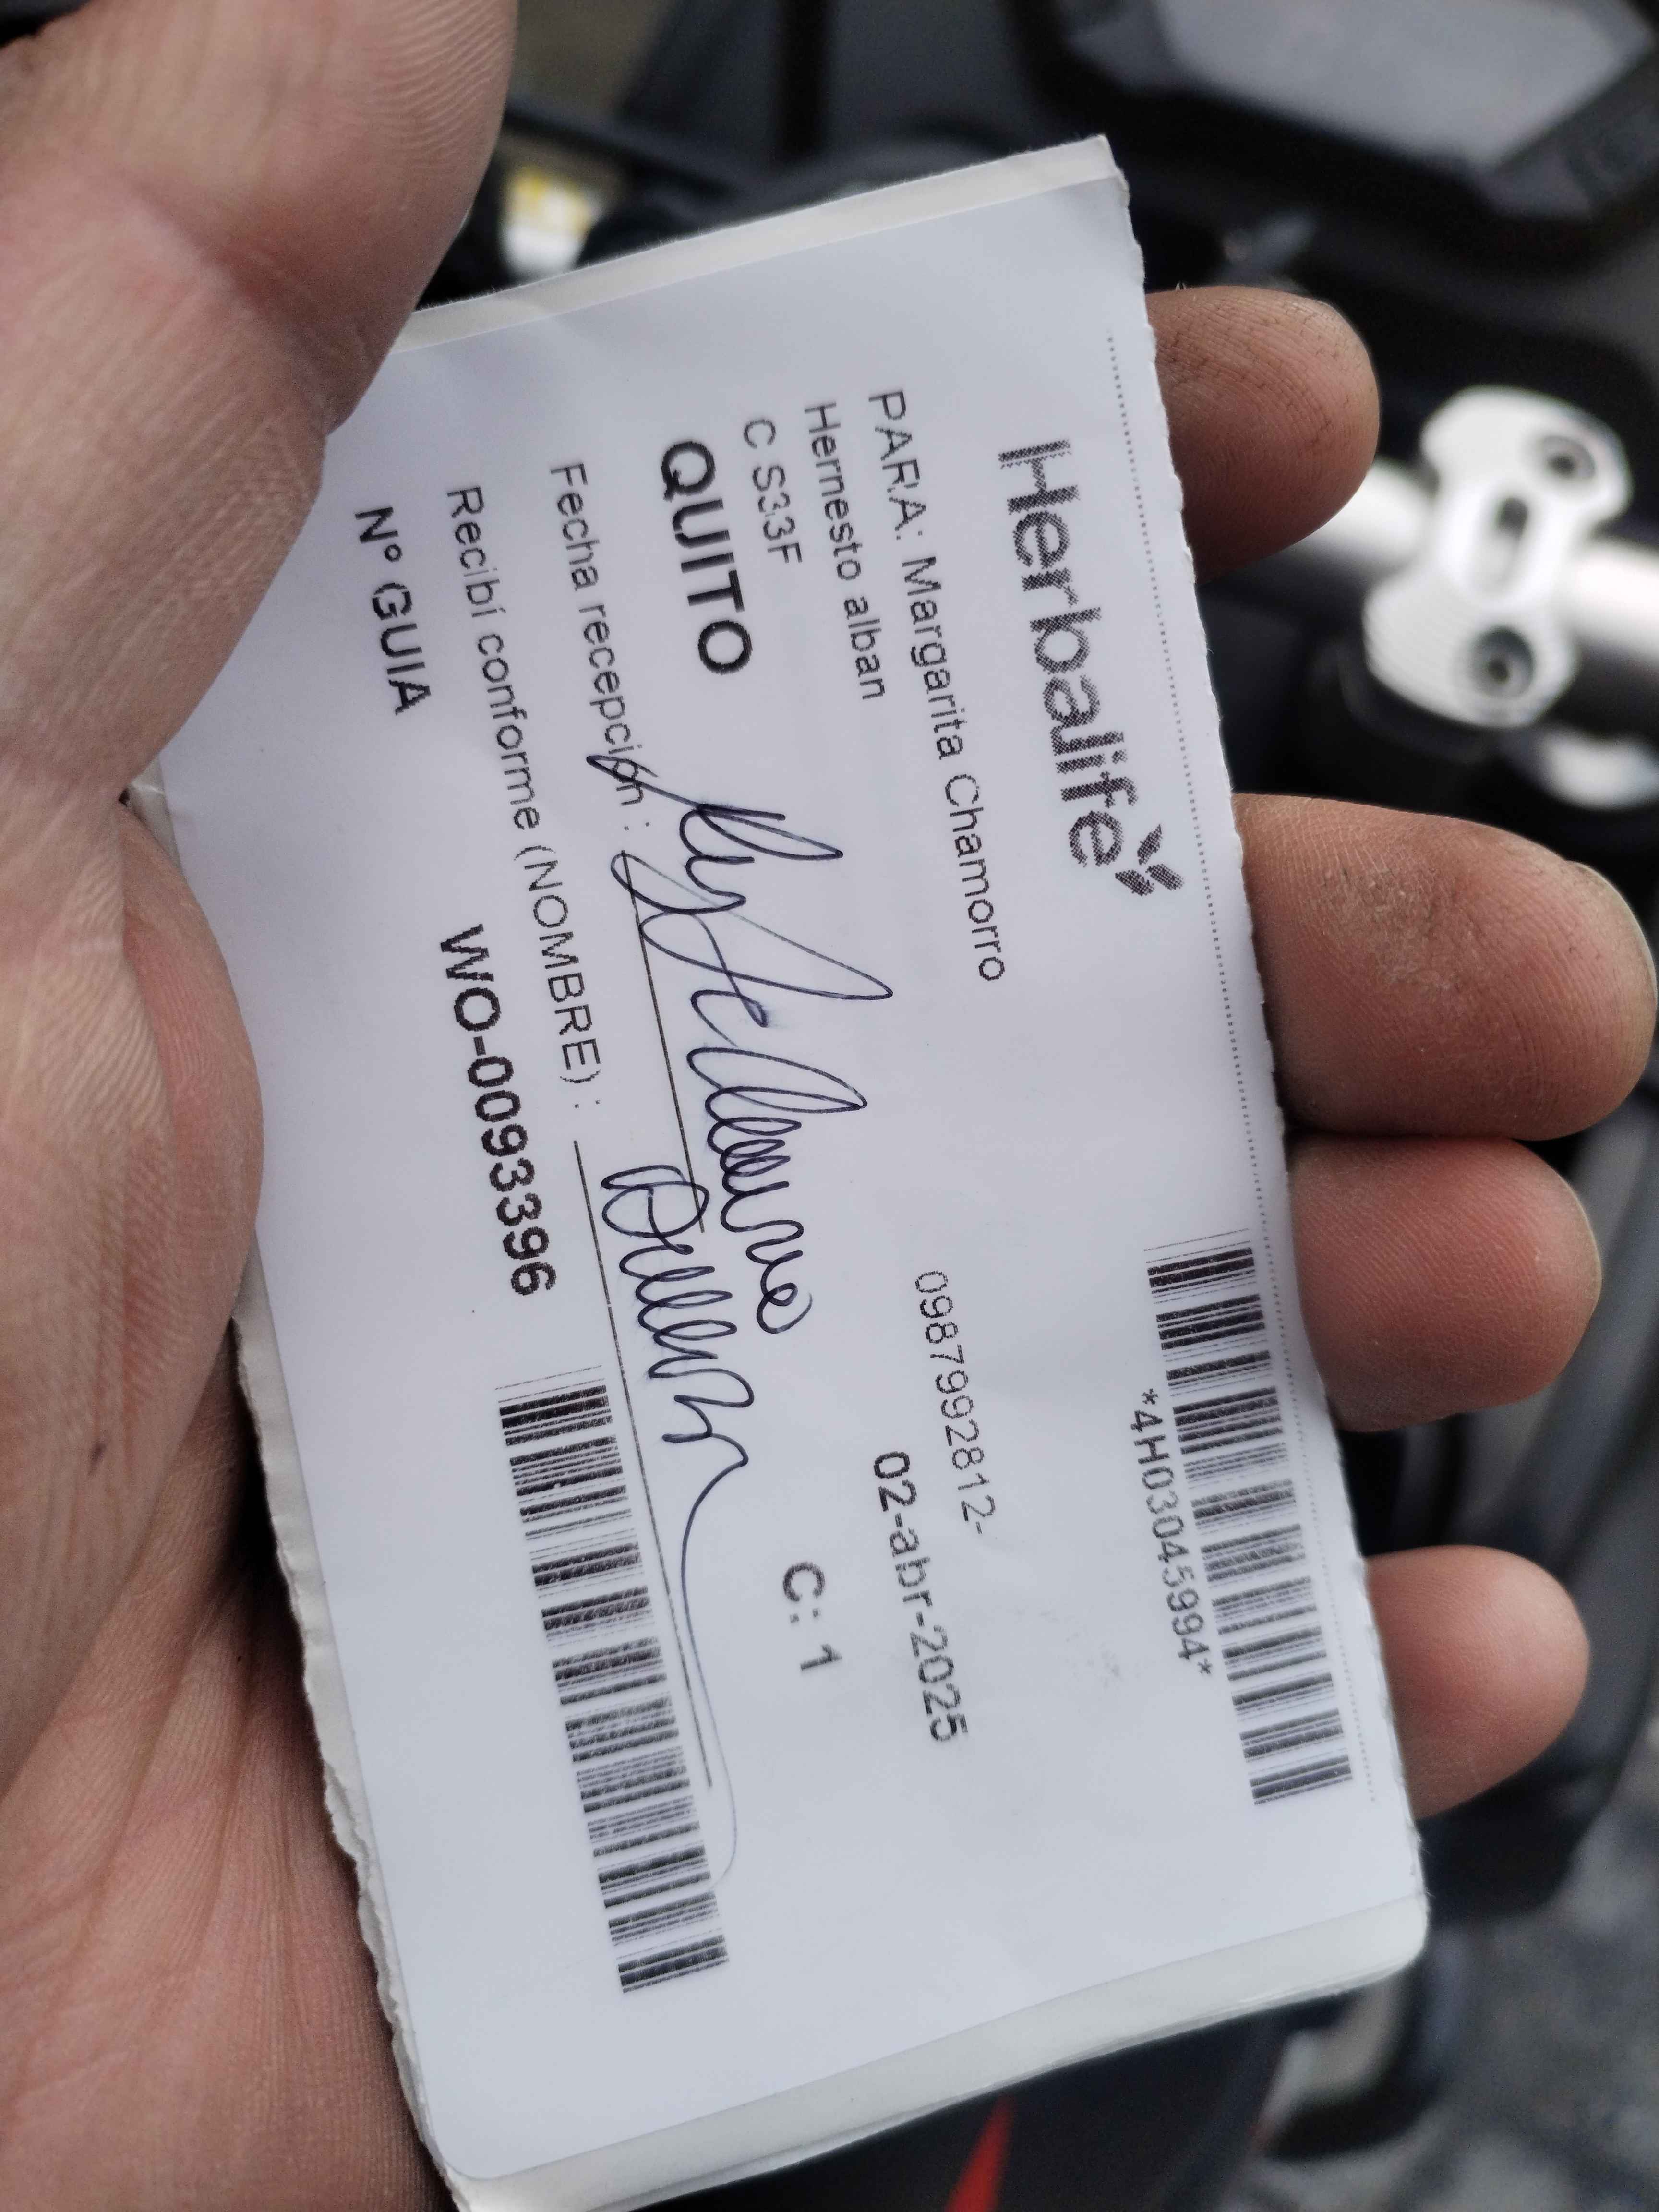 Herbalife
*4H03045994*
PARA: Margarita Chamorro
0987992812-
Hernesto alban
02-abr-2025
C S33F
C: 1
QUITO
Fecha recepción :
Recibí conforme (NOMBRE) :
Nº GUIA WO-0093396